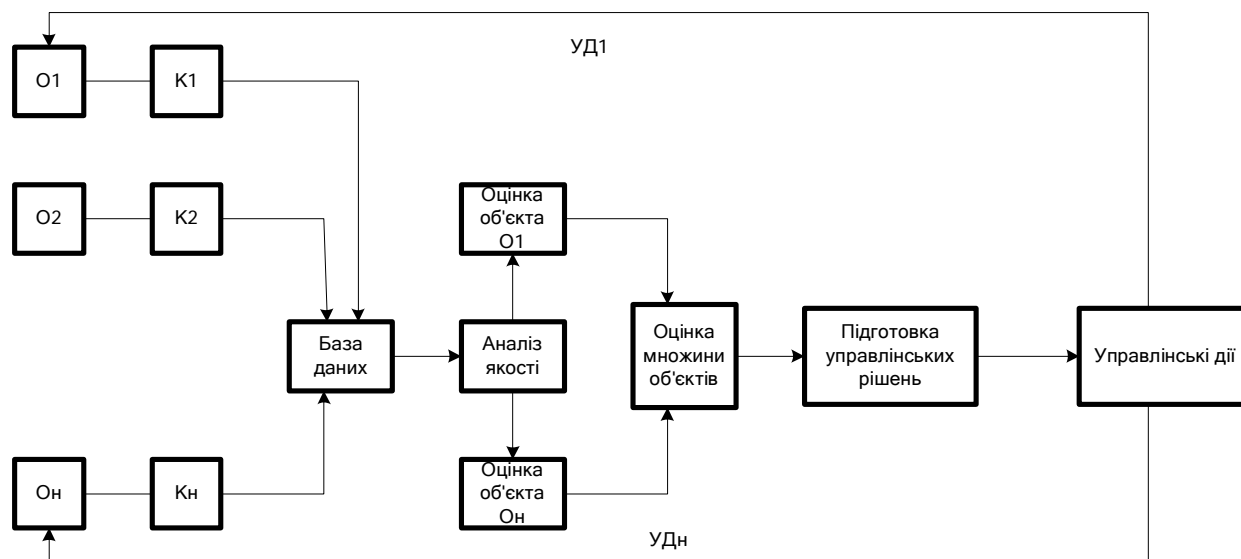 УД1
О1
К1
О2
К2
Оцінка
об'єкта
О1
База
даних
Аналіз
якості
Оцінка
множини
об'єктів
Підготовка
управлінських
рішень
Управлінські дії
Он
Кн
Оцінка
об'єкта
Он
УДн